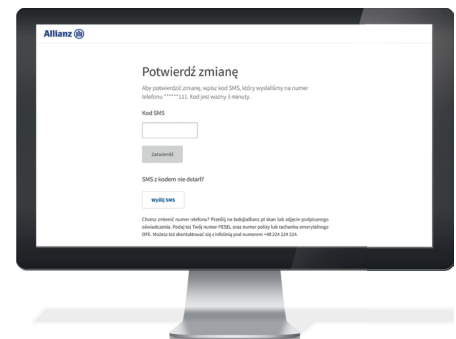 Allianz
Potwierdź zmianę
Aby potwierdzić zmianę, wpisz kod SMS, który wysłaliśmy na numer
telefonu ******111. Kod jest ważny 3 minuty.
Kod SMS
Zatwierdź
SMS z kodem nie dotarł?
Wyślij SMS
Chcesz zmienić numer telefonu? Prześlij na bok@allianz.pl skan lub zdjęcie podpisanego
oświadczenia. Podaj też Twój numer PESEL oraz numer polisy lub rachunku emerytalnego
OFE. Możesz też skontaktować się z infolinią pod numerem +48 224 224 224.